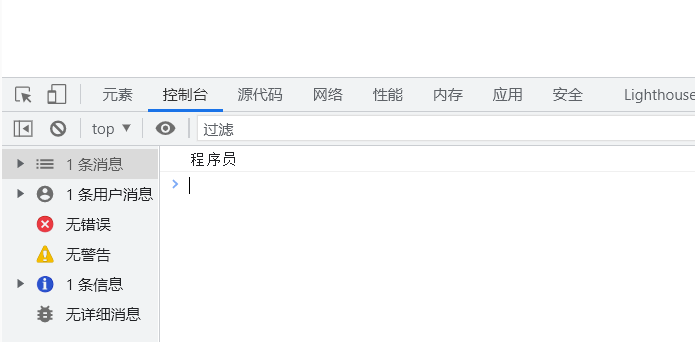 元素 控制台 源代码 网络 性能 内存 应用 安全 Lighthouse
top ▼ 过滤
1 条消息
程序员
1 条用户消息
无错误
无警告
1 条信息
无详细消息